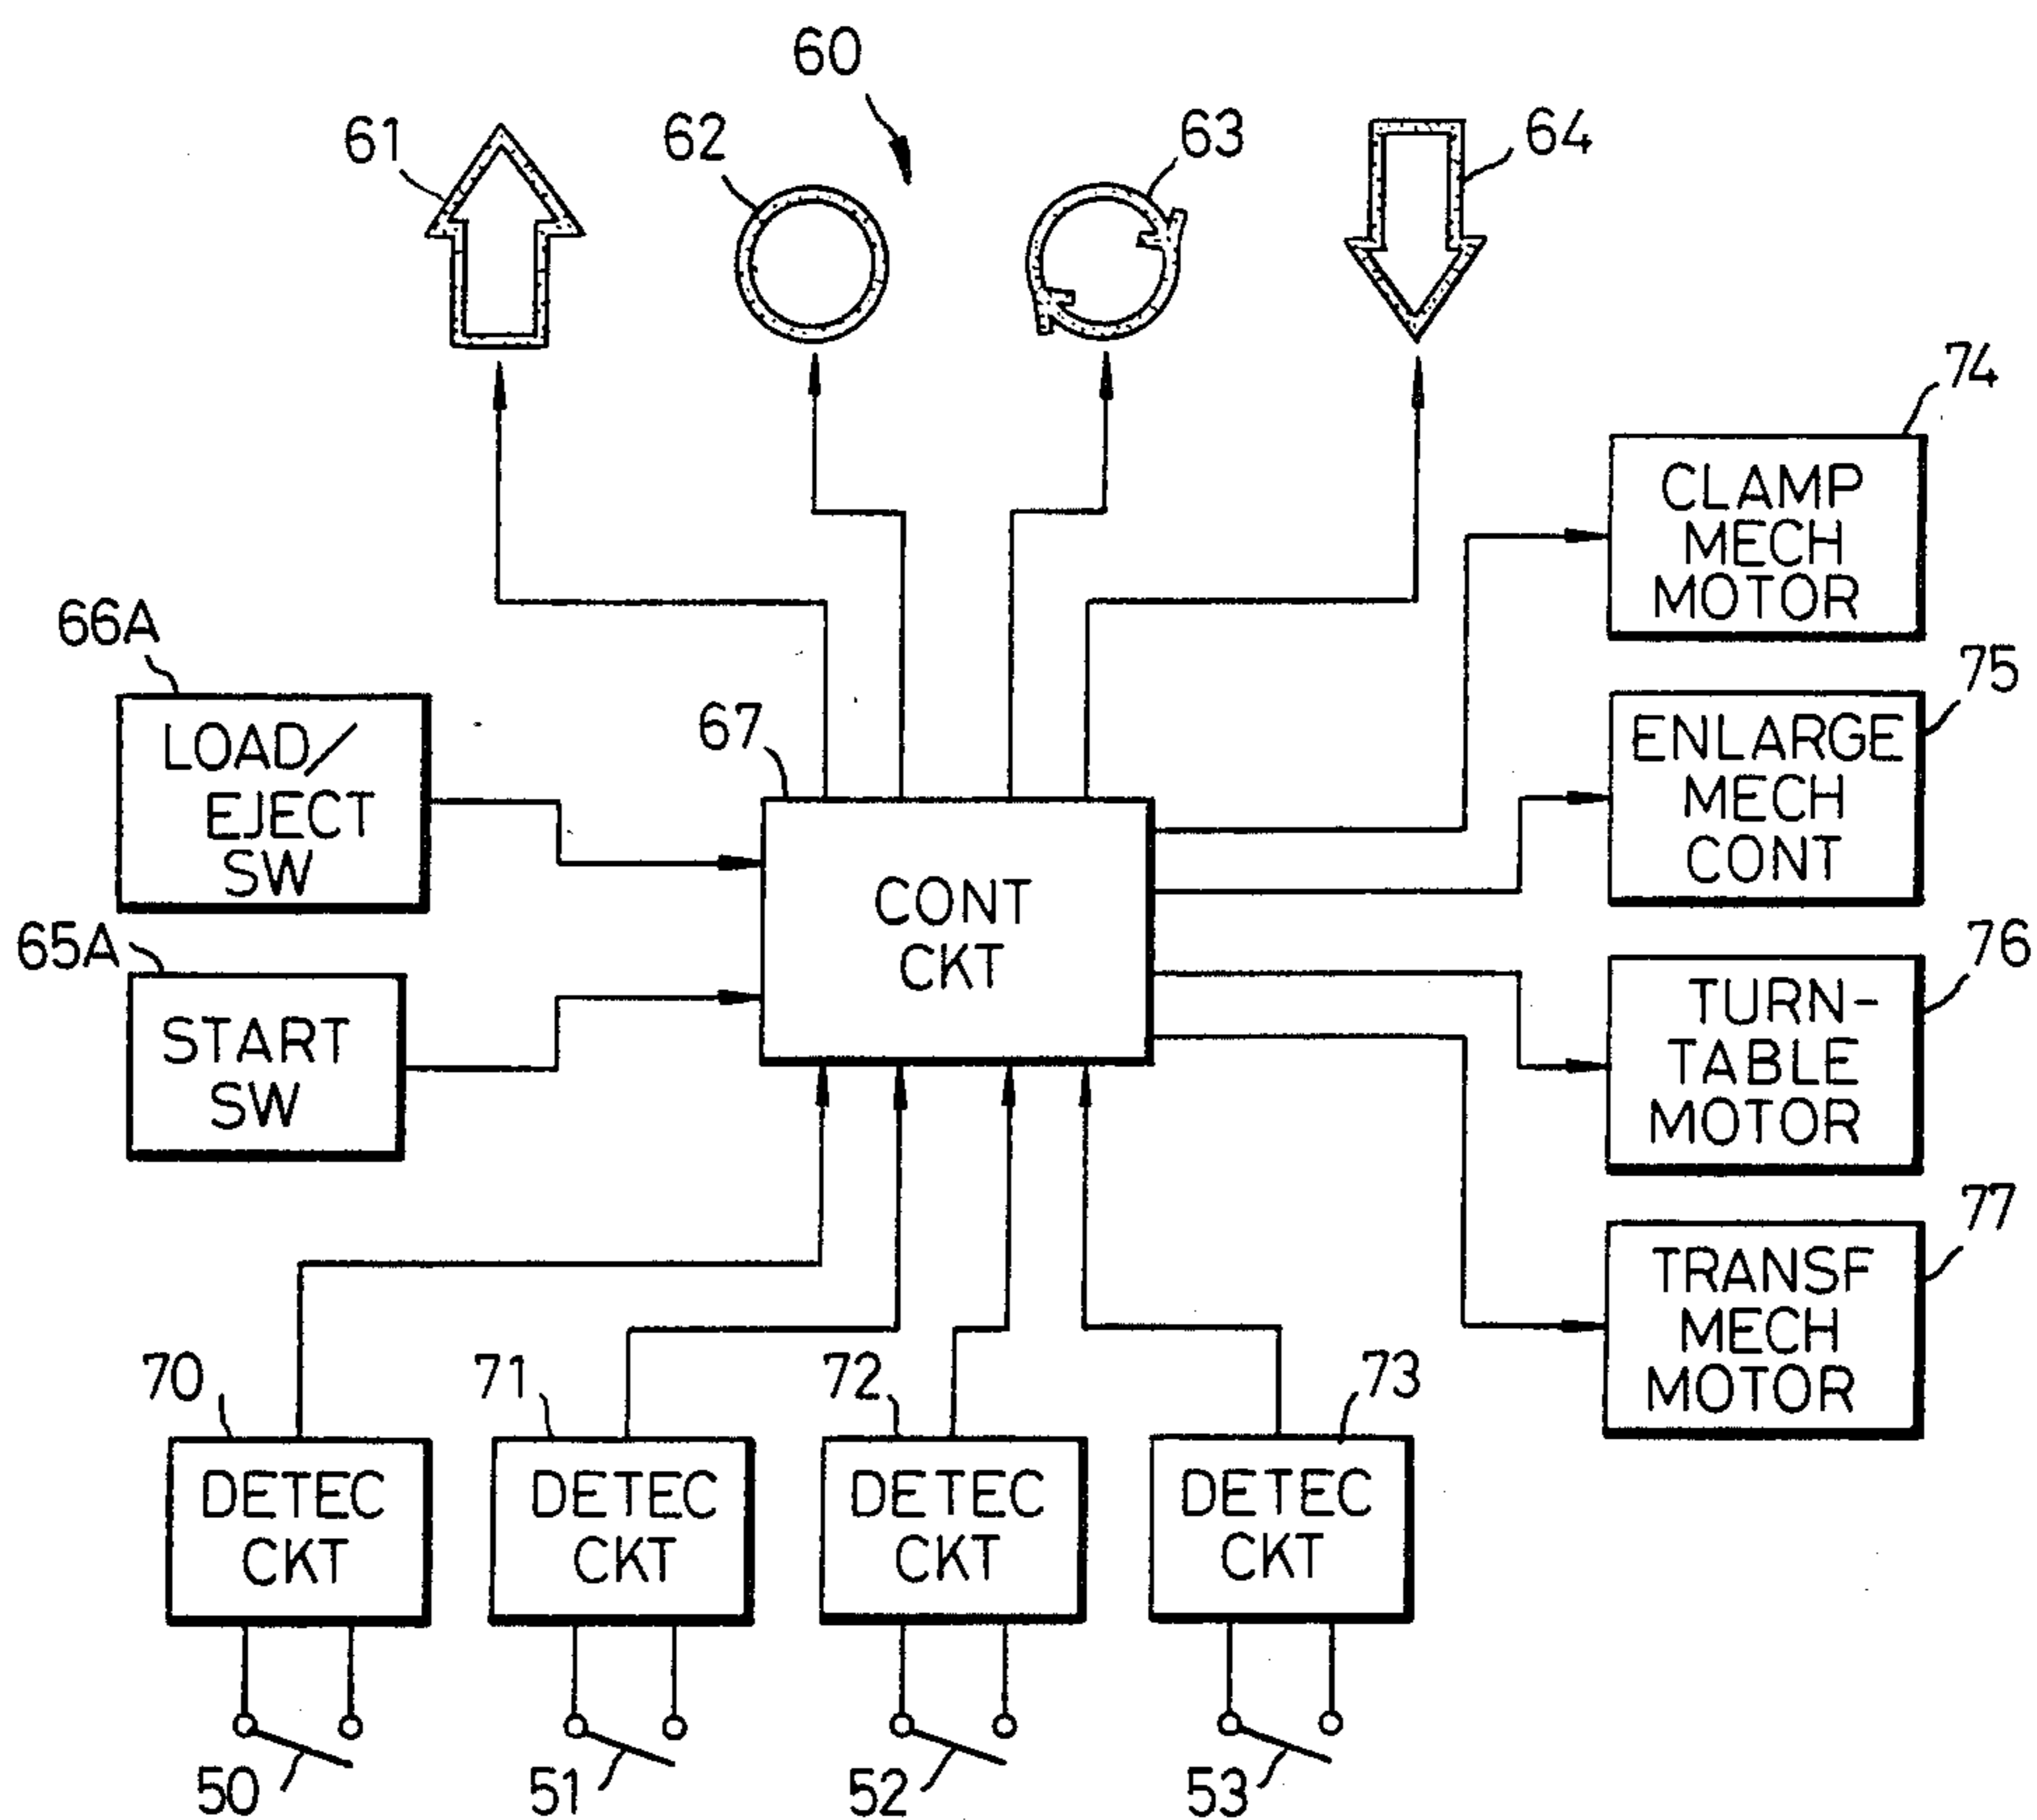 60
61
62
63
64
74
CLAMP
MECH
MOTOR
66A
LOAD/
EJECT
SW
67
75
ENLARGE
MECH
CONT
CONT
CKT
65A
START
SW
76
TURN-
TABLE
MOTOR
77
TRANSF
MECH
MOTOR
70
DETEC
CKT
71
DETEC
CKT
72
DETEC
CKT
73
DETEC
CKT
50
51
52
53